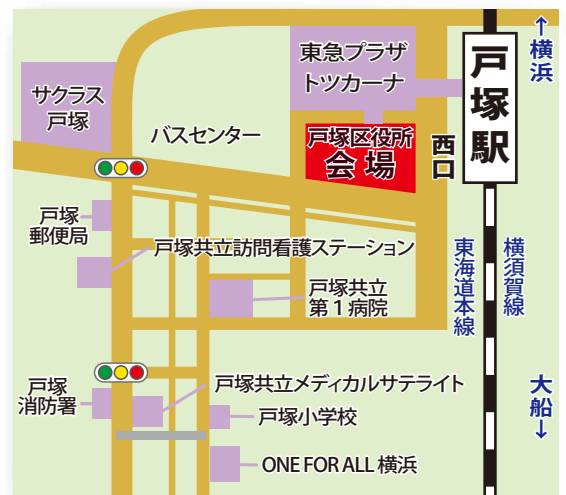 ↑横浜
東急プラザ
トツカーナ
戸塚駅
サクラス
戸塚
バスセンター
戸塚区役所
会場
西口
戸塚
郵便局
戸塚共立訪問看護ステーション
東海道本線
横須賀線
戸塚共立
第1病院
戸塚
消防署
戸塚共立メディカルサテライト
大船↓
戸塚小学校
ONE FOR ALL 横浜